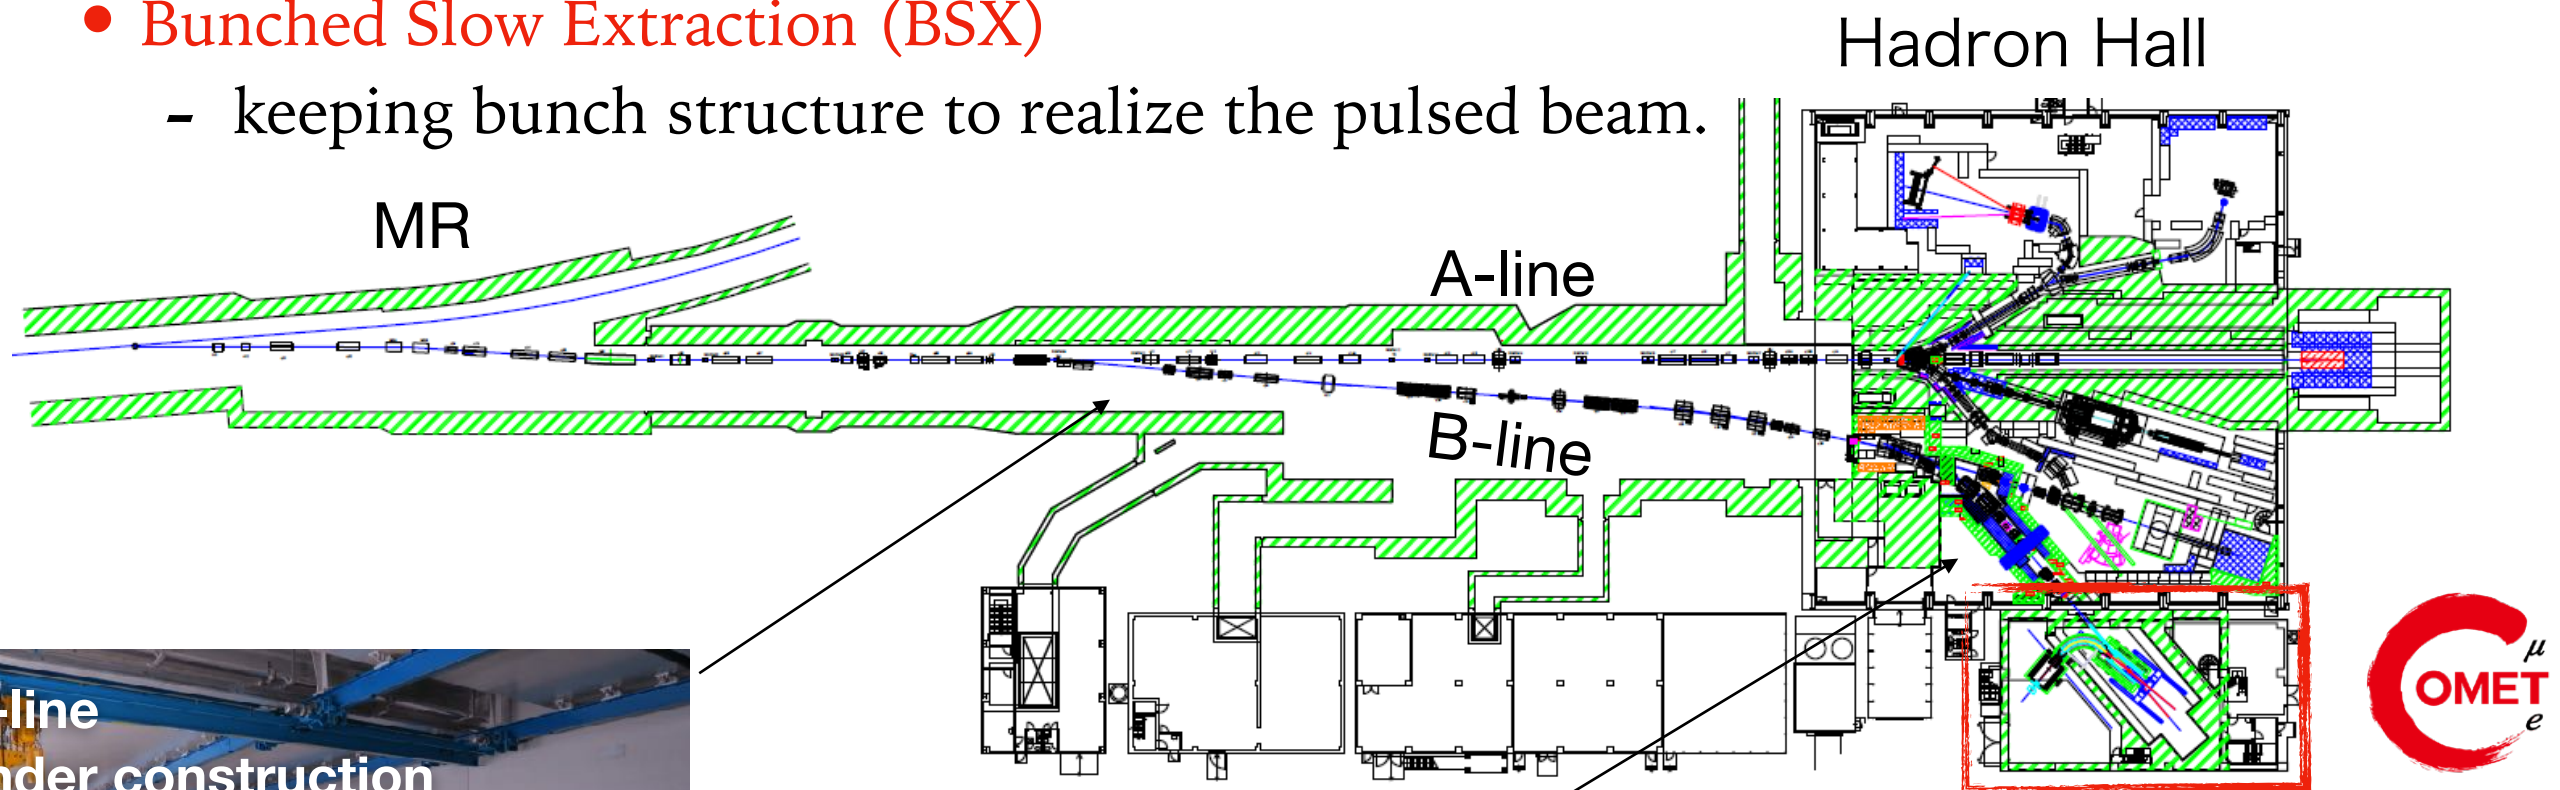 • Bunched Slow Extraction (BSX)
- keeping bunch structure to realize the pulsed beam.
Hadron Hall
MR
A-line
B-line
-line
nder construction
COMET
μ
e